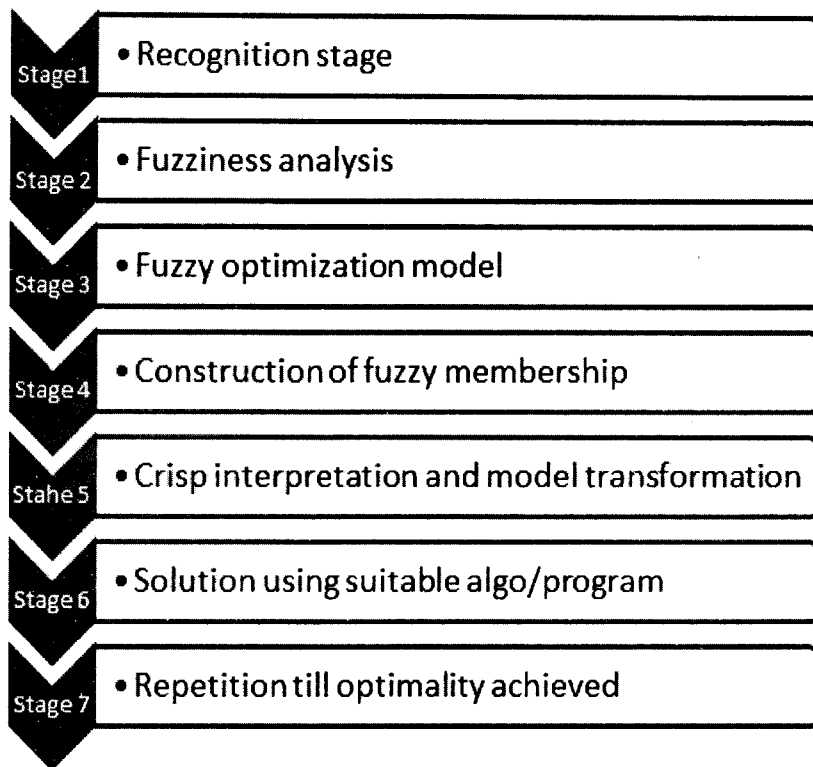 Stage1
• Recognition stage
Stage 2
• Fuzziness analysis
Stage 3
• Fuzzy optimization model
Stage 4
• Construction of fuzzy membership
Stahe 5
• Crisp interpretation and model transformation
Stage 6
• Solution using suitable algo/program
Stage 7
• Repetition till optimality achieved